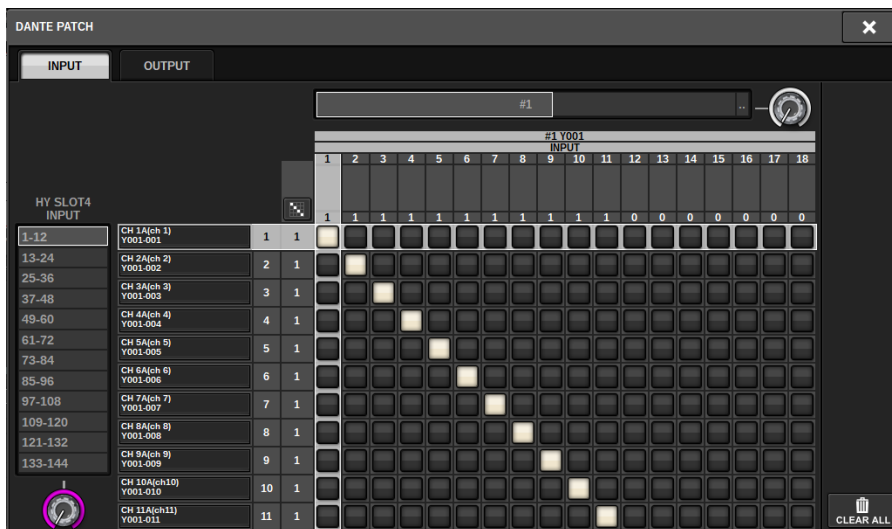 DANTE PATCH
INPUT OUTPUT
#1 ..
#1 Y001
INPUT
1 2 3 4 5 6 7 8 9 10 11 12 13 14 15 16 17 18
HY SLOT4
INPUT
1 1 1 1 1 1 1 1 1 1 1 0 0 0 0 0 0 0
1-12
13-24
25-36
37-48
49-60
61-72
73-84
85-96
97-108
109-120
121-132
133-144
CH 1A(ch 1)
Y001-001
1 1
CH 2A(ch 2)
Y001-002
2 1
CH 3A(ch 3)
Y001-003
3 1
CH 4A(ch 4)
Y001-004
4 1
CH 5A(ch 5)
Y001-005
5 1
CH 6A(ch 6)
Y001-006
6 1
CH 7A(ch 7)
Y001-007
7 1
CH 8A(ch 8)
Y001-008
8 1
CH 9A(ch 9)
Y001-009
9 1
CH 10A(ch10)
Y001-010
10 1
CH 11A(ch11)
Y001-011
11 1
CLEAR ALL